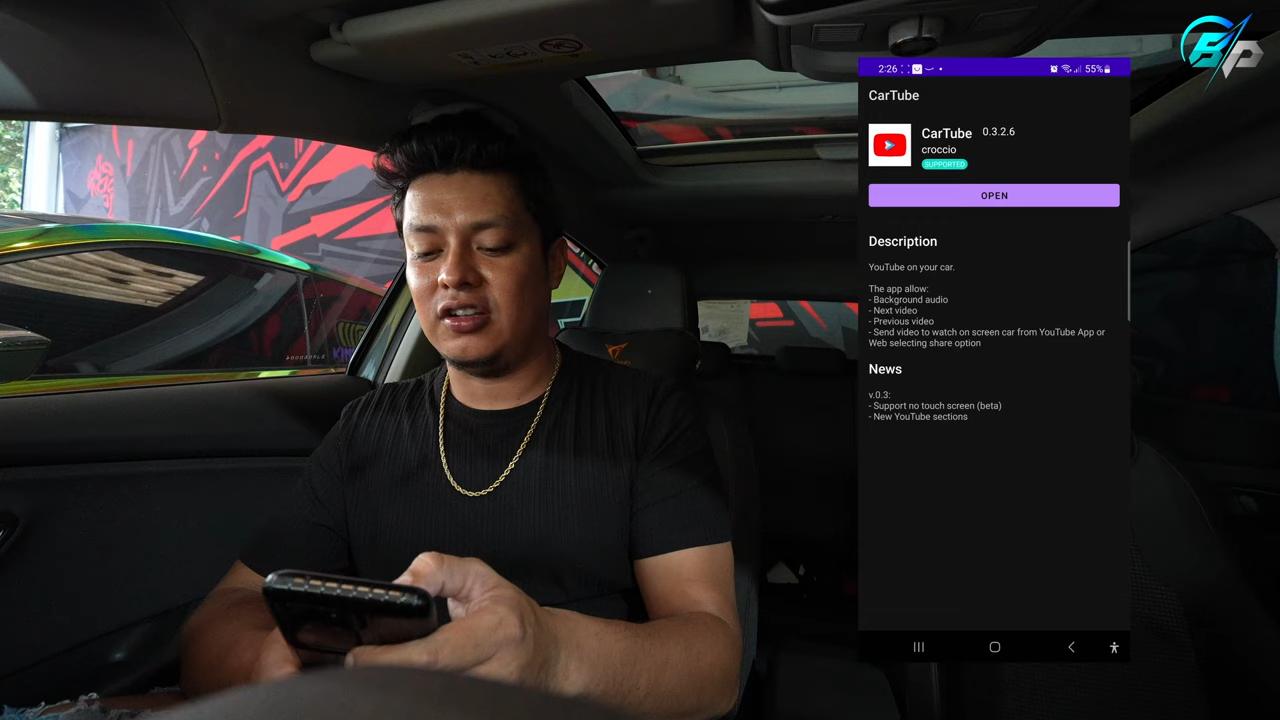 BP
2:26
55%
CarTube
CarTube 0.3.2.6
croccio
SUPPORTED
OPEN
Description
YouTube on your car.
The app allow:
- Background audio
- Next video
- Previous video
- Send video to watch on screen car from YouTube App or
Web selecting share option
News
v.0.3:
- Support no touch screen (beta)
- New YouTube sections